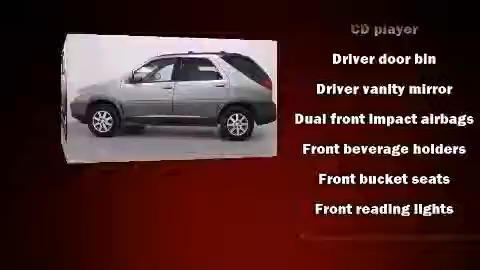 CD player
Driver door bin
Driver vanity mirror
Dual front impact airbags
Front beverage holders
Front bucket seats
Front reading lights